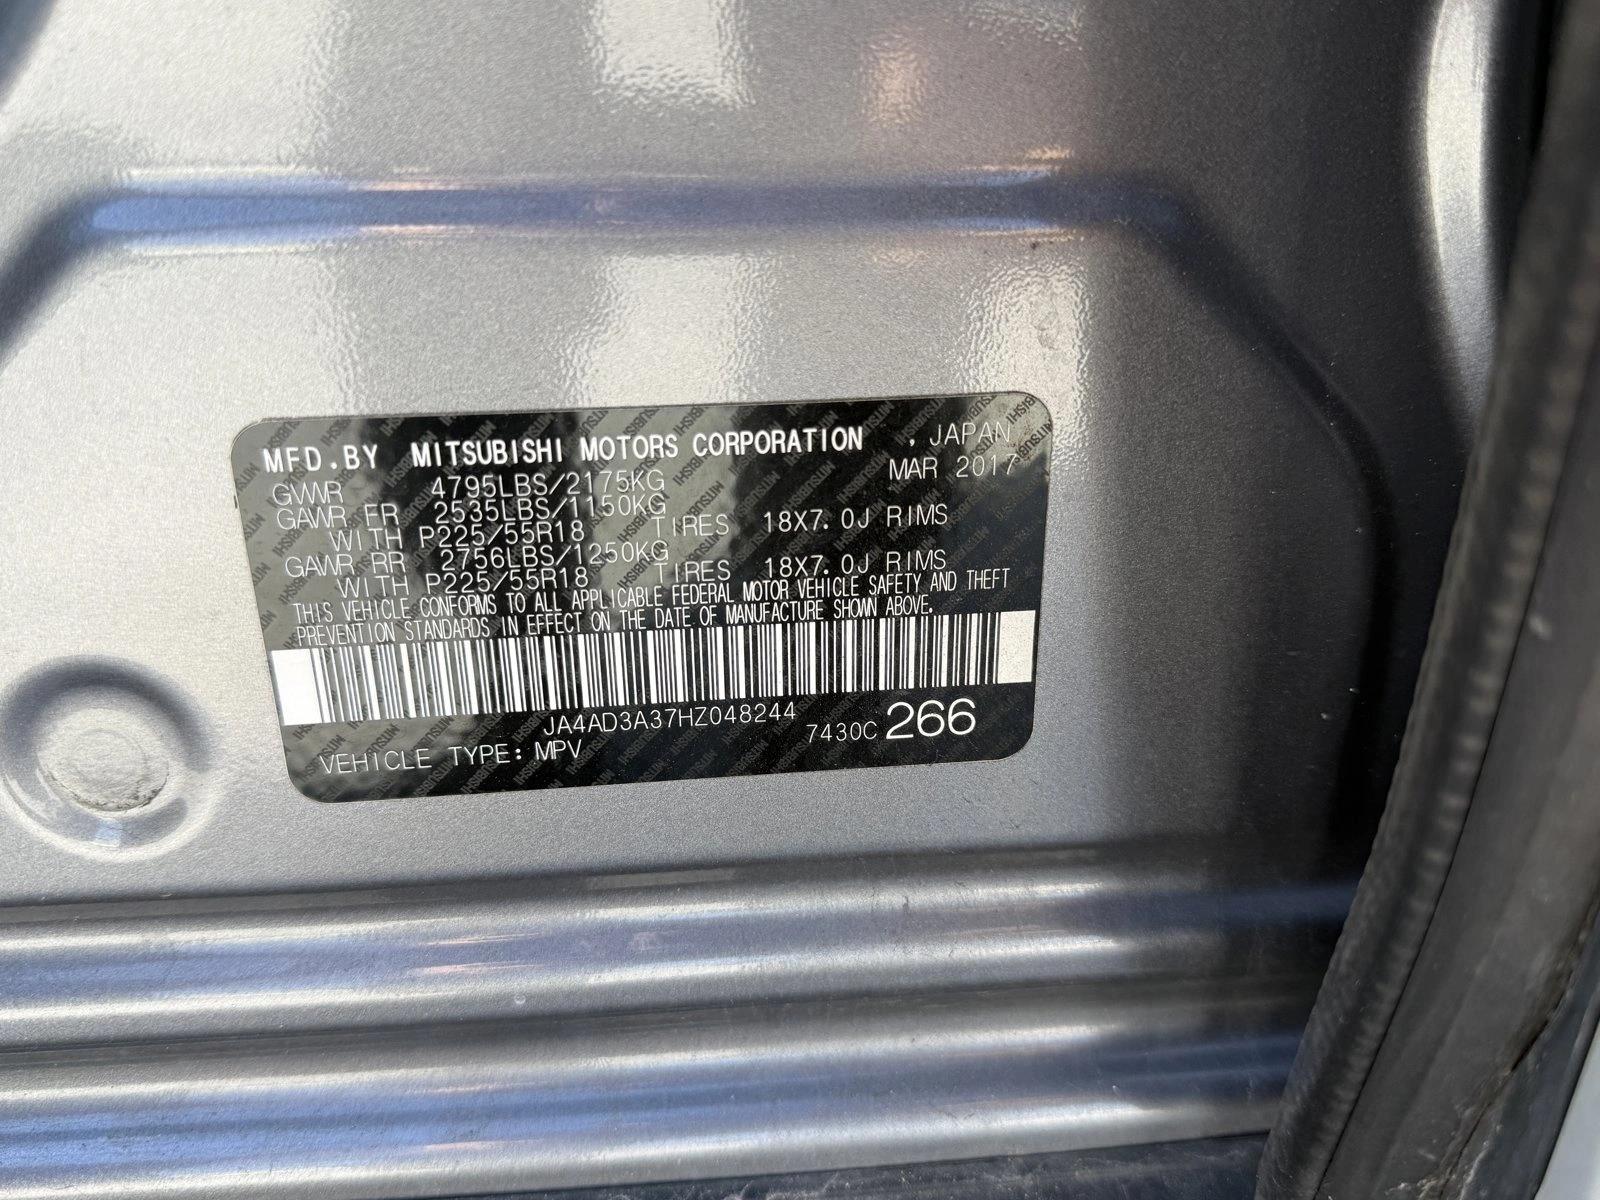 MFD.BY MITSUBISHI MOTORS CORPORATION , JAPAN
MAR 2017
GVWR 4795LBS/2175KG
GAWR FR 2535LBS/1150KG
WITH P225/55R18 TIRES 18X7.0J RIMS
GAWR RR 2756LBS/1250KG
WITH P225/55R18 TIRES 18X7.0J RIMS
THIS VEHICLE CONFORMS TO ALL APPLICABLE FEDERAL MOTOR VEHICLE SAFETY AND THEFT
PREVENTION STANDARDS IN EFFECT ON THE DATE OF MANUFACTURE SHOWN ABOVE.
JA4AD3A37HZ048244
7430C 266
VEHICLE TYPE: MPV